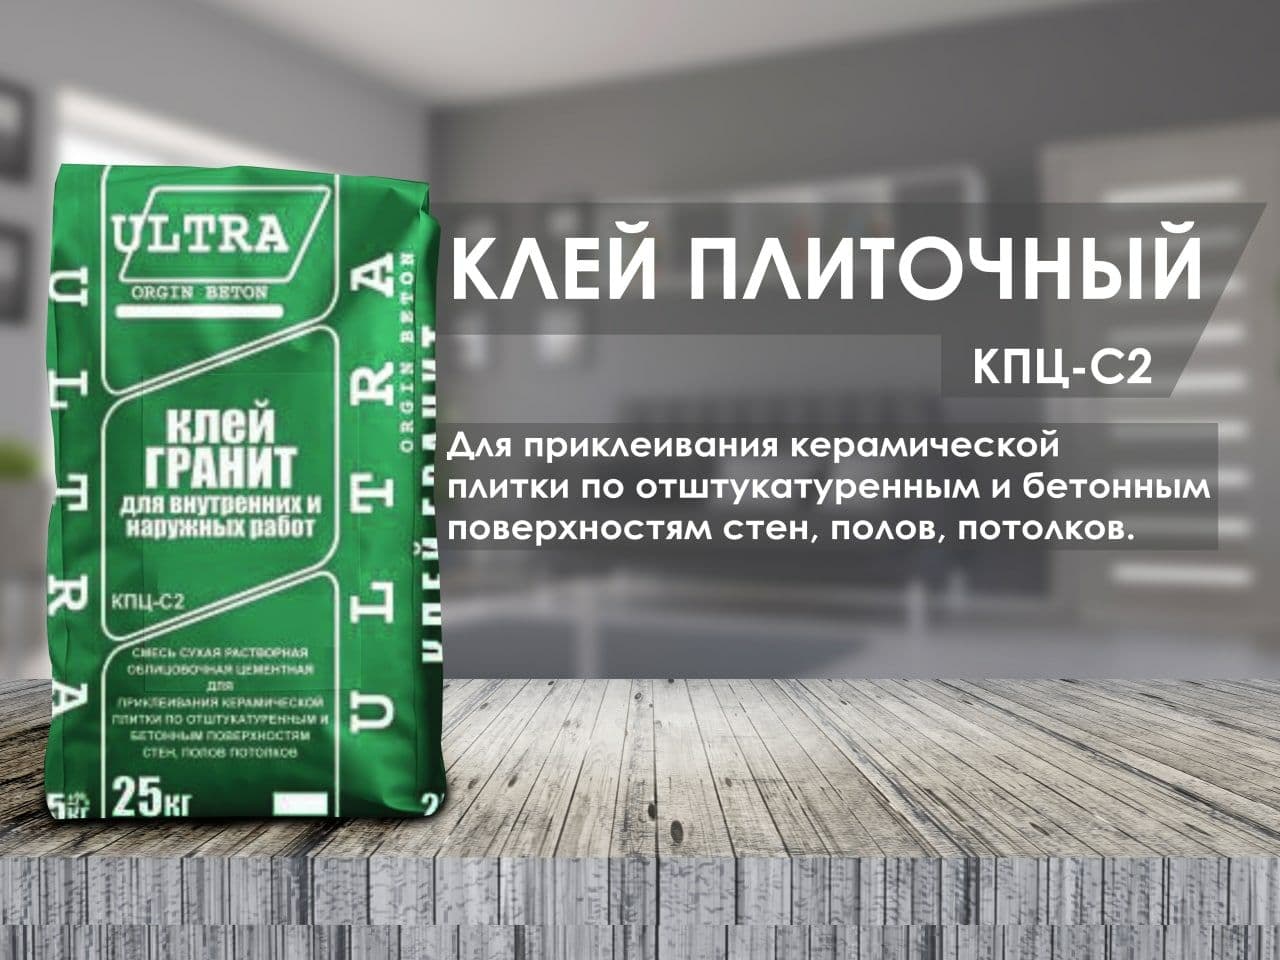 КЛЕЙ ПЛИТОЧНЫЙ
КПЦ-С2
Для приклеивания керамической
плитки по отштукатуренным и бетонным
поверхностям стен, полов, потолков.
ULTRA
ORGIN BETON
КЛЕЙ
ГРАНИТ
для внутренних и
наружных работ
КПЦ-С2
СМЕСЬ СУХАЯ РАСТВОРНАЯ
ОБЛИЦОВОЧНАЯ ЦЕМЕНТНАЯ
ДЛЯ
ПРИКЛЕИВАНИЯ КЕРАМИЧЕСКОЙ
ПЛИТКИ ПО ОТШТУКАТУРЕННЫМ И
БЕТОННЫМ ПОВЕРХНОСТЯМ
СТЕН, ПОЛОВ ПОТОЛКОВ
25кг
ULTRA
ULTRA
ORGIN BETON
КЛЕЙ ГРАНИТ